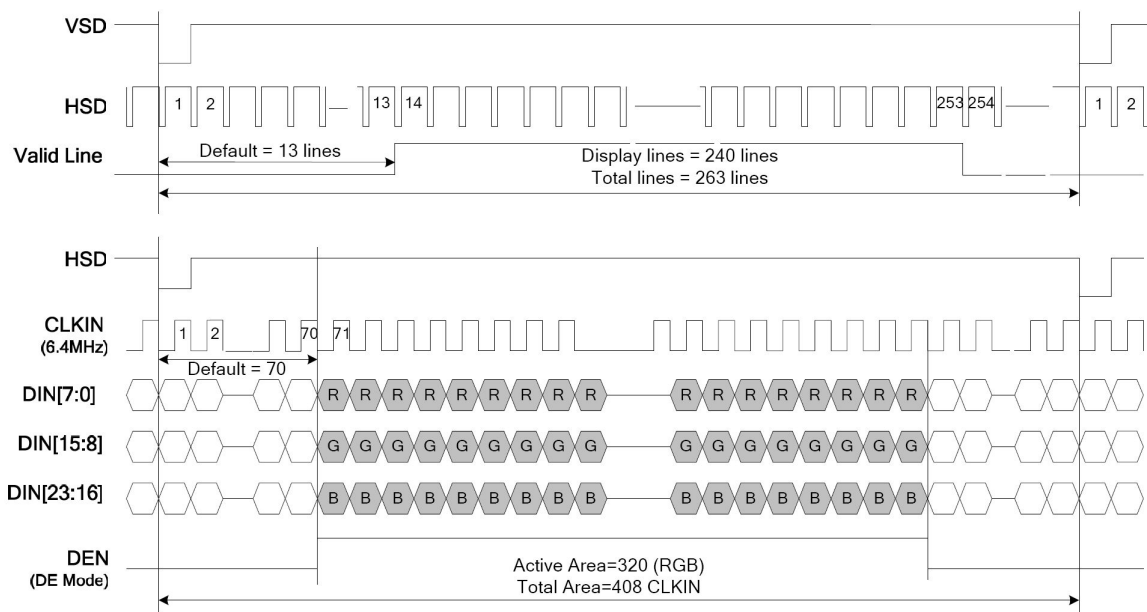 VSD
HSD 1 2 13 14 253 254 1 2
Valid Line
Default = 13 lines
Display lines = 240 lines
Total lines = 263 lines
HSD
CLKIN 1 2 70 71
(6.4MHz)
Default = 70
DIN[7:0] R R R R R R R R R R R R R R R R R
DIN[15:8] G G G G G G G G G G G G G G G G G
DIN[23:16] B B B B B B B B B B B B B B B B B
DEN
(DE Mode)
Active Area=320 (RGB)
Total Area=408 CLKIN